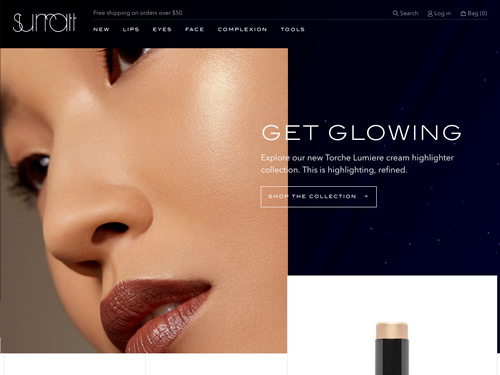 surratt
Free shipping on orders over $50
Search
Log in
Bag (0)
NEW LIPS EYES FACE COMPLEXION TOOLS
GET GLOWING
Explore our new Torche Lumiere cream highlighter
collection. This is highlighting, refined.
SHOP THE COLLECTION →